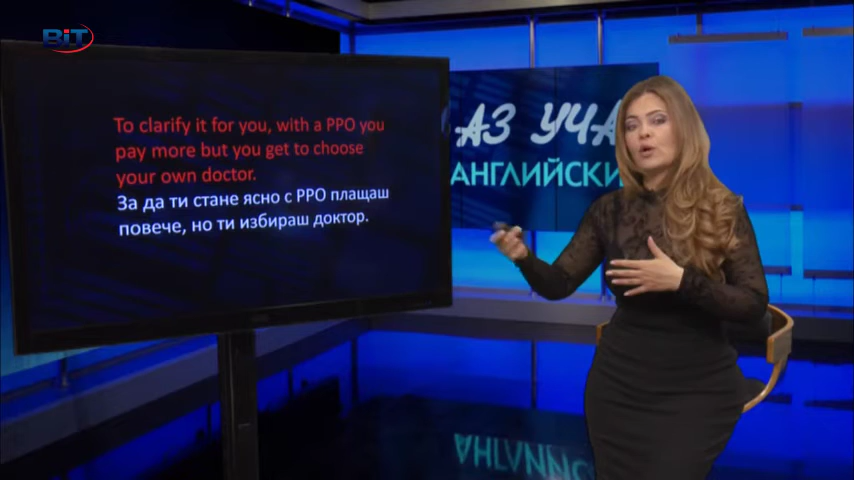 BiT
To clarify it for you, with a PPO you
pay more but you get to choose
your own doctor.
За да ти стане ясно с PPO плащаш
повече, но ти избираш доктор.
АЗ УЧА
АНГЛИЙСКИ